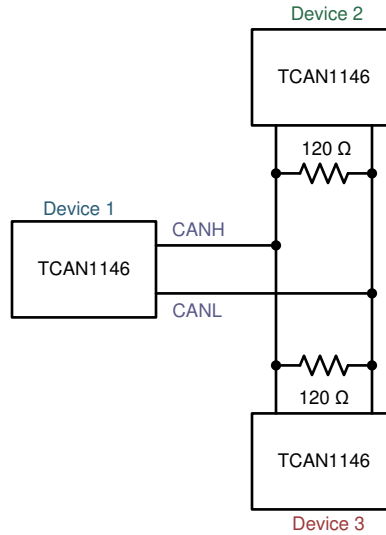 Device 2
TCAN1146
120 Ω
Device 1
CANH
TCAN1146
CANL
120 Ω
TCAN1146
Device 3